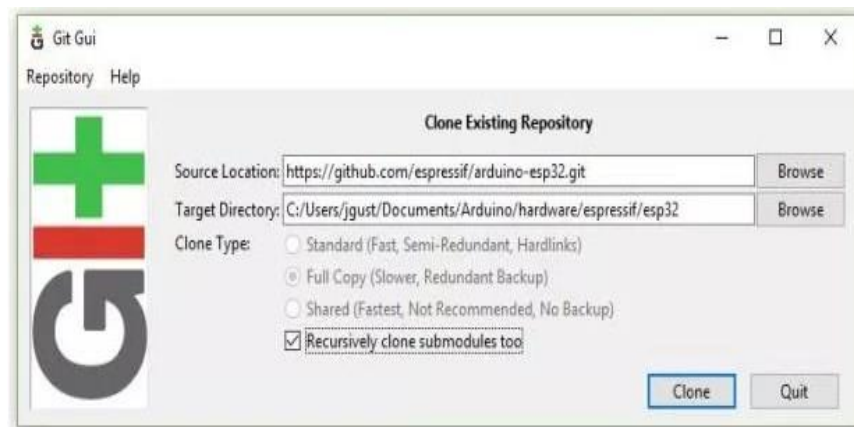 Git Gui
Repository Help
Clone Existing Repository
Source Location: https://github.com/espressif/arduino-esp32.git Browse
Target Directory: C:/Users/jgust/Documents/Arduino/hardware/espressif/esp32 Browse
Clone Type: Standard (Fast, Semi-Redundant, Hardlinks)
Full Copy (Slower, Redundant Backup)
Shared (Fastest, Not Recommended, No Backup)
Recursively clone submodules too
Clone Quit
GIT